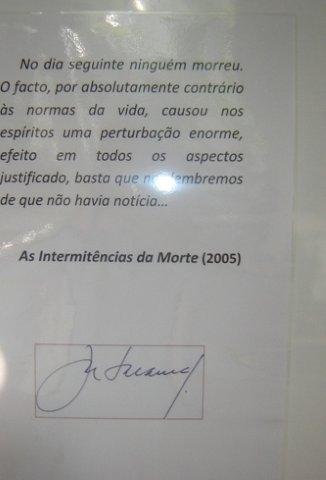 No dia seguinte ninguém morreu.
O facto, por absolutamente contrário
às normas da vida, causou nos
espíritos uma perturbação enorme,
efeito em todos os aspectos
justificado, basta que lembremos
de que não havia notícia...
As Intermitências da Morte (2005)